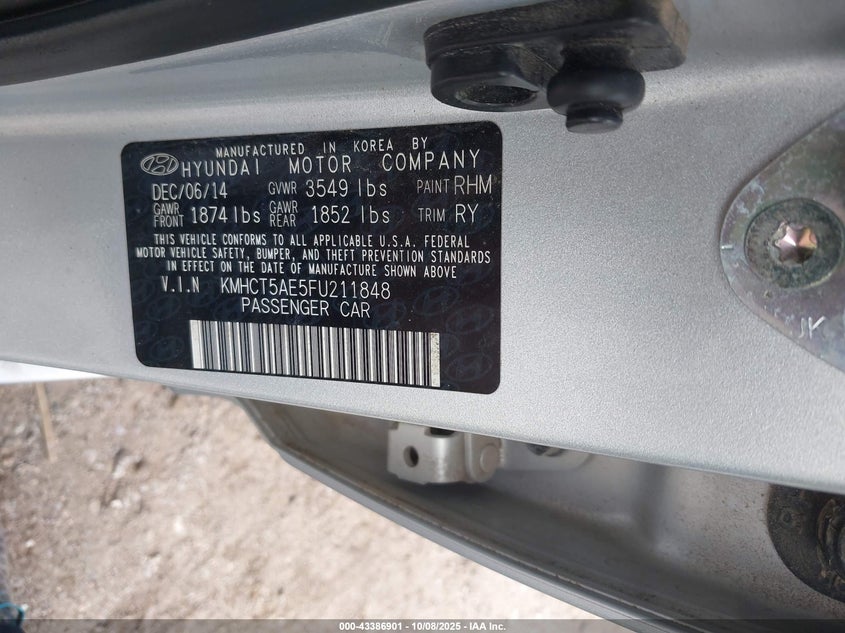 MANUFACTURED IN KOREA BY
HYUNDAI MOTOR COMPANY
DEC/06/14 GVWR 3549 lbs PAINT RHM
GAWR FRONT 1874 lbs GAWR REAR 1852 lbs TRIM RY
THIS VEHICLE CONFORMS TO ALL APPLICABLE U.S.A. FEDERAL
MOTOR VEHICLE SAFETY, BUMPER, AND THEFT PREVENTION STANDARDS
IN EFFECT ON THE DATE OF MANUFACTURE SHOWN ABOVE
V.I.N KMHCT5AE5FU211848
PASSENGER CAR
JK
000-43386901 - 10/08/2025 - IAA Inc.